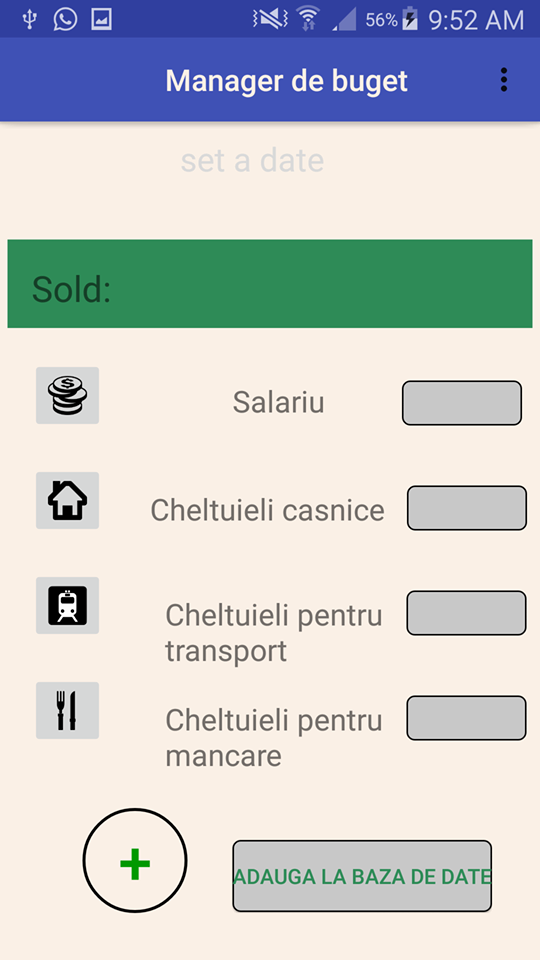 56% 9:52 AM
Manager de buget
set a date
Sold:
Salariu
Cheltuieli casnice
Cheltuieli pentru
transport
Cheltuieli pentru
mancare
+
ADAUGA LA BAZA DE DATE